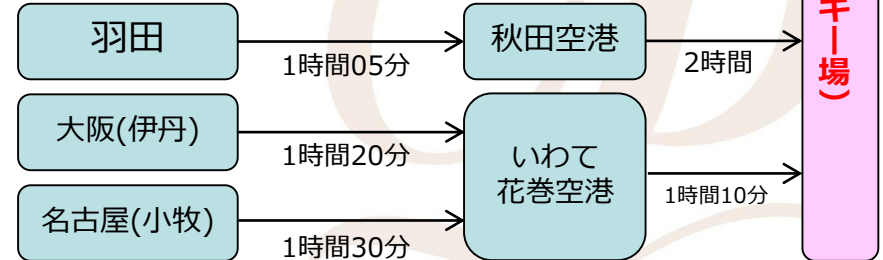 羽田
1時間05分
秋田空港
2時間
大阪(伊丹)
1時間20分
いわて
花巻空港
1時間10分
名古屋(小牧)
1時間30分
キー場)